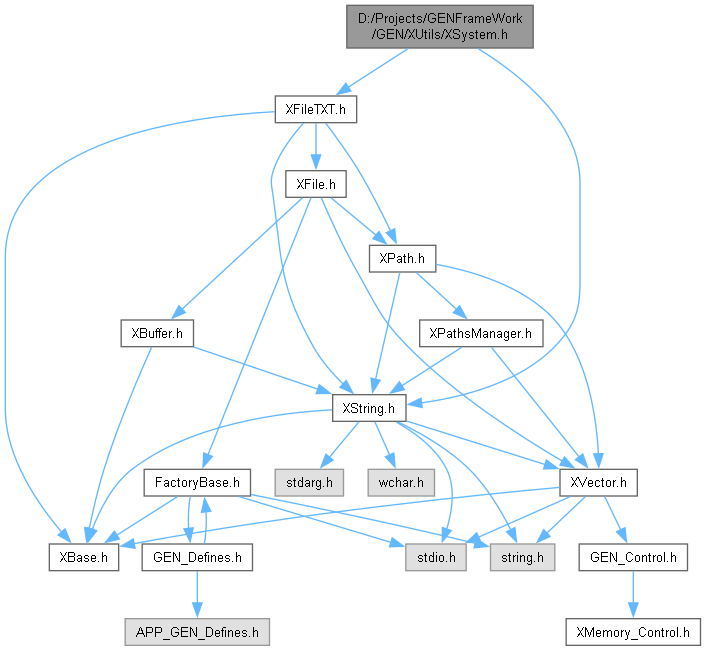 D:/Projects/GENFrameWork
/GEN/XUtils/XSystem.h
XFileTXT.h
XFile.h
XPath.h
XBuffer.h
XPathsManager.h
XString.h
FactoryBase.h
stdarg.h
wchar.h
XVector.h
XBase.h
GEN_Defines.h
stdio.h
string.h
GEN_Control.h
APP_GEN_Defines.h
XMemory_Control.h